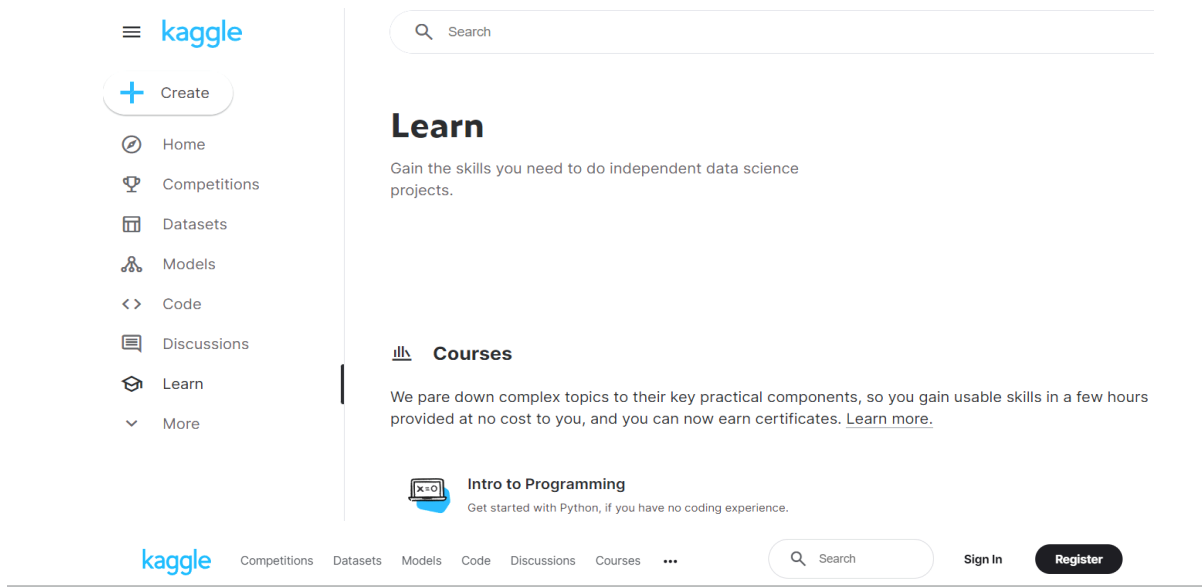 kaggle
Search
Create
Home
Competitions
Datasets
Models
Code
Discussions
Learn
More
Learn
Gain the skills you need to do independent data science
projects.
Courses
We pare down complex topics to their key practical components, so you gain usable skills in a few hours
provided at no cost to you, and you can now earn certificates. Learn more.
X=O
Intro to Programming
Get started with Python, if you have no coding experience.
kaggle Competitions Datasets Models Code Discussions Courses ••• Search Sign In Register